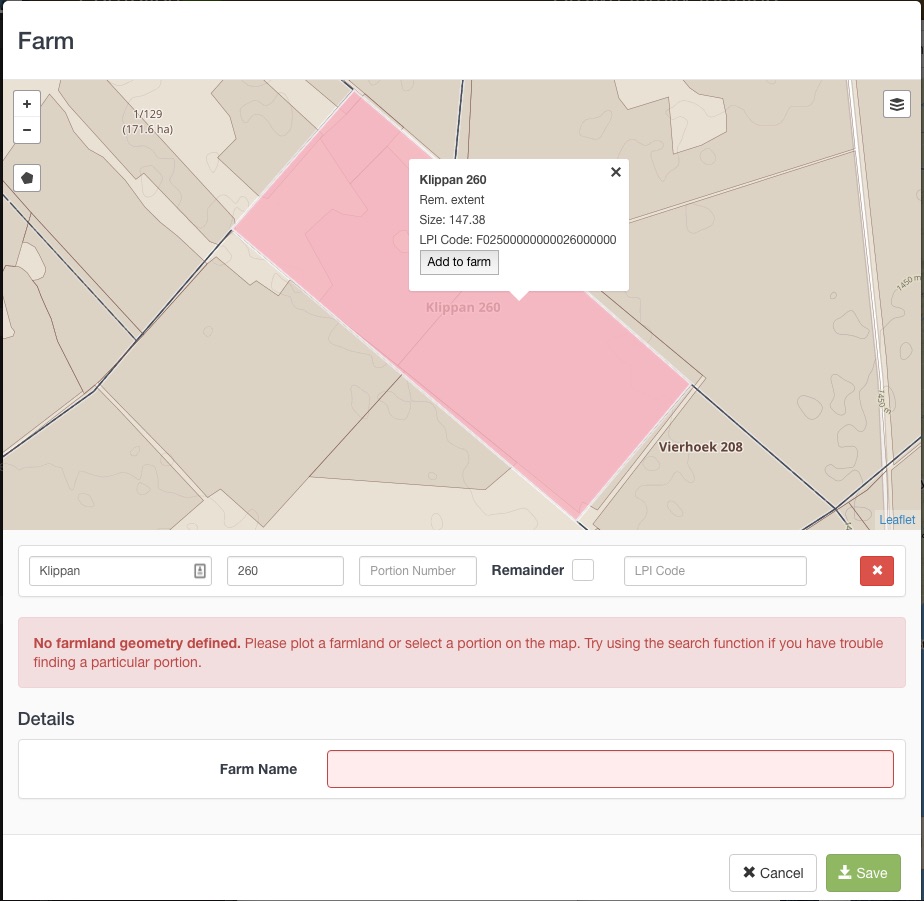 Farm
+
−
1/129
(171.6 ha)
Klippan 260
Rem. extent
Size: 147.38
LPI Code: F02500000000026000000
Add to farm
Klippan 260
1450 m
1450 m
Vierhoek 208
Leaflet
Klippan
260
Portion Number
Remainder
LPI Code
No farmland geometry defined. Please plot a farmland or select a portion on the map. Try using the search function if you have trouble
finding a particular portion.
Details
Farm Name
Cancel
Save